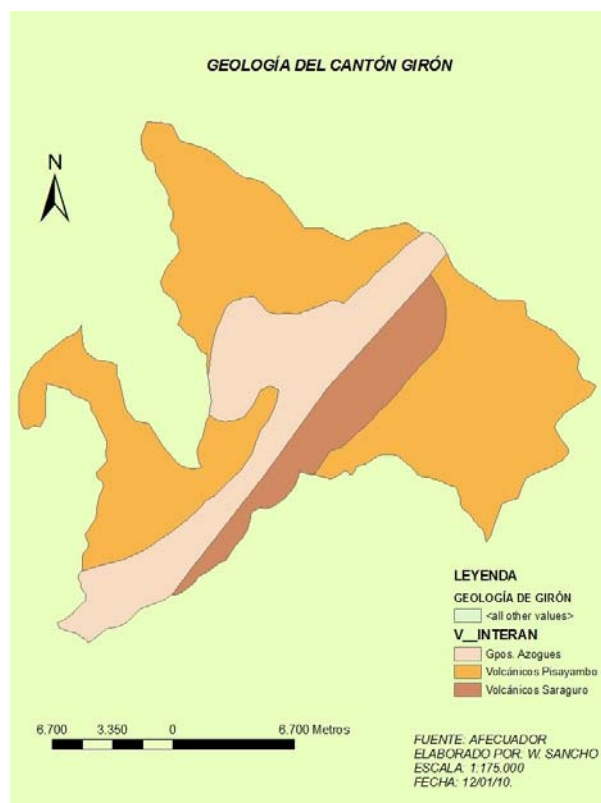 GEOLOGÍA DEL CANTÓN GIRÓN
N
LEYENDA
GEOLOGÍA DE GIRÓN
<all other values>
V__INTERAN
Gpos. Azogues
Volcánicos Pisayambo
Volcánicos Saraguro
6.700 3.350 0 6.700 Metros
FUENTE: AFECUADOR
ELABORADO POR: W. SANCHO
ESCALA: 1:175.000
FECHA: 12/01/10.